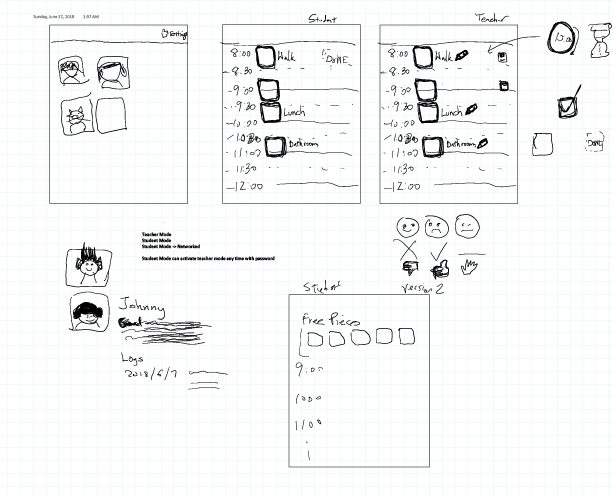 Sunday, June 17, 2018 1:07 AM
Settings
Student
8:00
Walk
DONE
8:30
9:00
9:30
Lunch
10:00
10:30
Bathroom
11:00
11:30
12:00
Teacher
8:00
Walk
8:30
9:00
9:30
Lunch
10:00
10:30
Bathroom
11:00
11:30
12:00
DONE
Teacher Mode
Student Mode
Student Mode -> Networked
Student Mode can activate teacher mode any time with password
Johnny
Logs
2018/6/7
Student
Version 2
Free Pieces
9:00
1000
1100